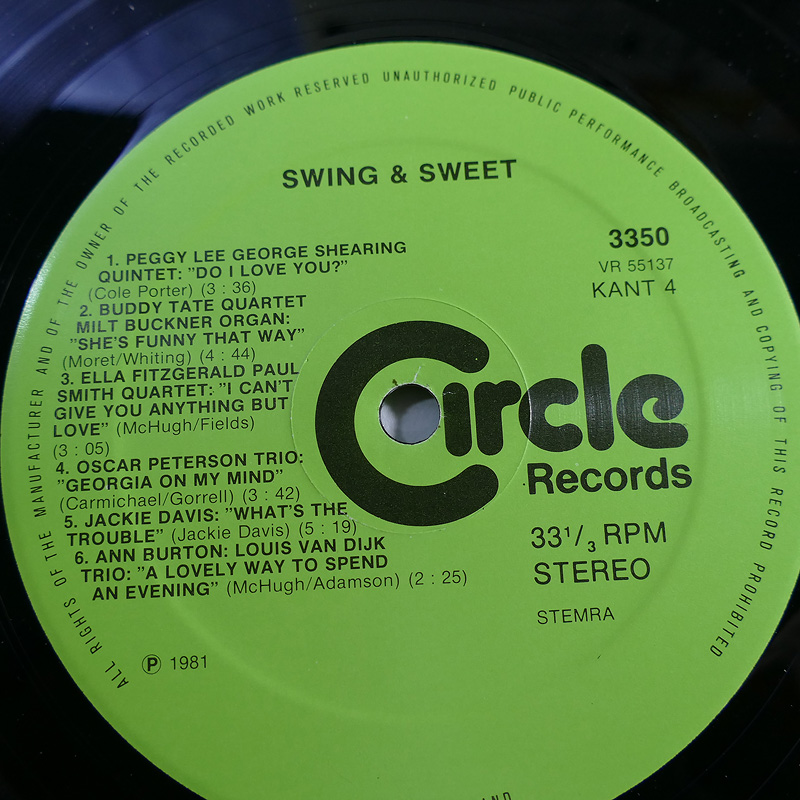 ALL RIGHTS OF THE MANUFACTURER AND OF THE OWNER OF THE RECORDED WORK RESERVED UNAUTHORIZED PUBLIC PERFORMANCE BROADCASTING AND COPYING OF THIS RECORD PROHIBITED
SWING & SWEET
3350
VR 55137
KANT 4
1. PEGGY LEE GEORGE SHEARING
QUINTET: "DO I LOVE YOU?"
(Cole Porter) (3 : 36)
2. BUDDY TATE QUARTET
MILT BUCKNER ORGAN:
"SHE'S FUNNY THAT WAY"
(Moret/Whiting) (4 : 44)
3. ELLA FITZGERALD PAUL
SMITH QUARTET: "I CAN'T
GIVE YOU ANYTHING BUT
LOVE" (McHugh/Fields)
(3 : 05)
4. OSCAR PETERSON TRIO:
"GEORGIA ON MY MIND"
(Carmichael/Gorrell) (3 : 42)
5. JACKIE DAVIS: "WHAT'S THE
TROUBLE" (Jackie Davis) (5 : 19)
6. ANN BURTON: LOUIS VAN DIJK
TRIO: "A LOVELY WAY TO SPEND
AN EVENING" (McHugh/Adamson) (2 : 25)
Circle
Records
33 1/3 RPM
STEREO
STEMRA
℗ 1981